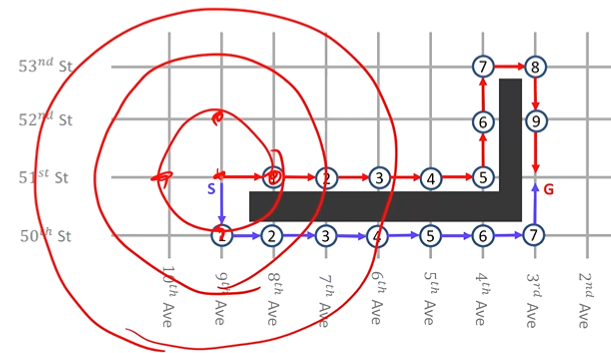 53nd St
7
8
52nd St
6
9
51st St
2
3
4
5
S
G
50th St
2
3
4
5
6
7
10th Ave
9th Ave
8th Ave
7th Ave
6th Ave
5th Ave
4th Ave
3rd Ave
2nd Ave